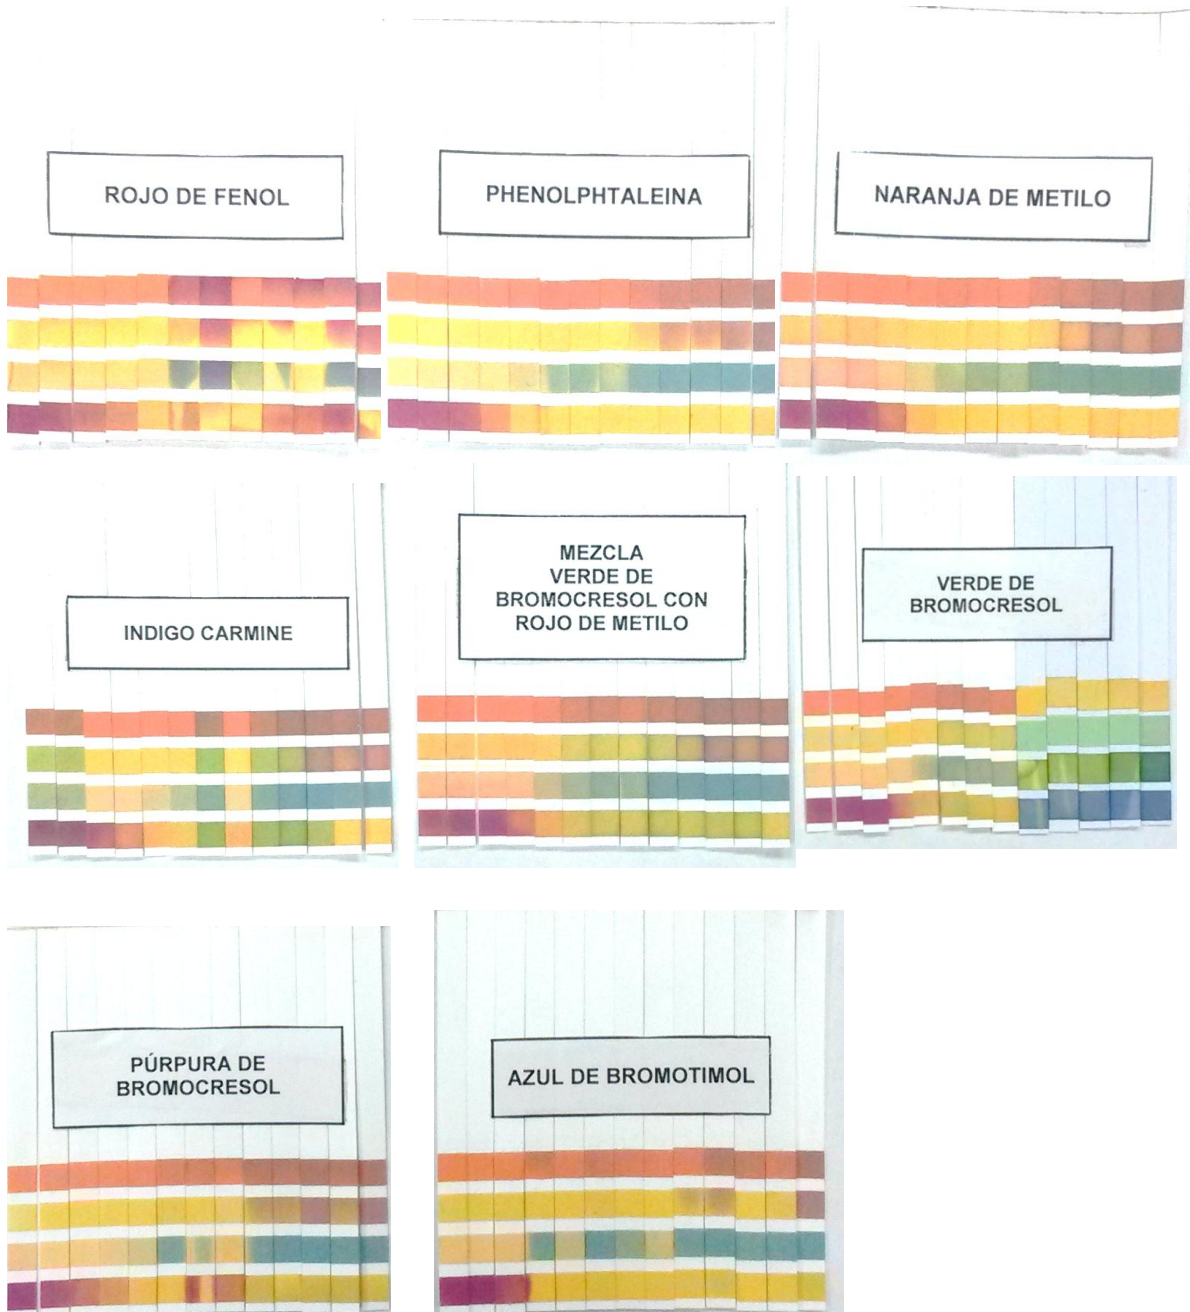 ROJO DE FENOL
PHENOLPHTALEINA
NARANJA DE METILO
INDIGO CARMINE
MEZCLA
VERDE DE
BROMOCRESOL CON
ROJO DE METILO
VERDE DE
BROMOCRESOL
PÚRPURA DE
BROMOCRESOL
AZUL DE BROMOTIMOL